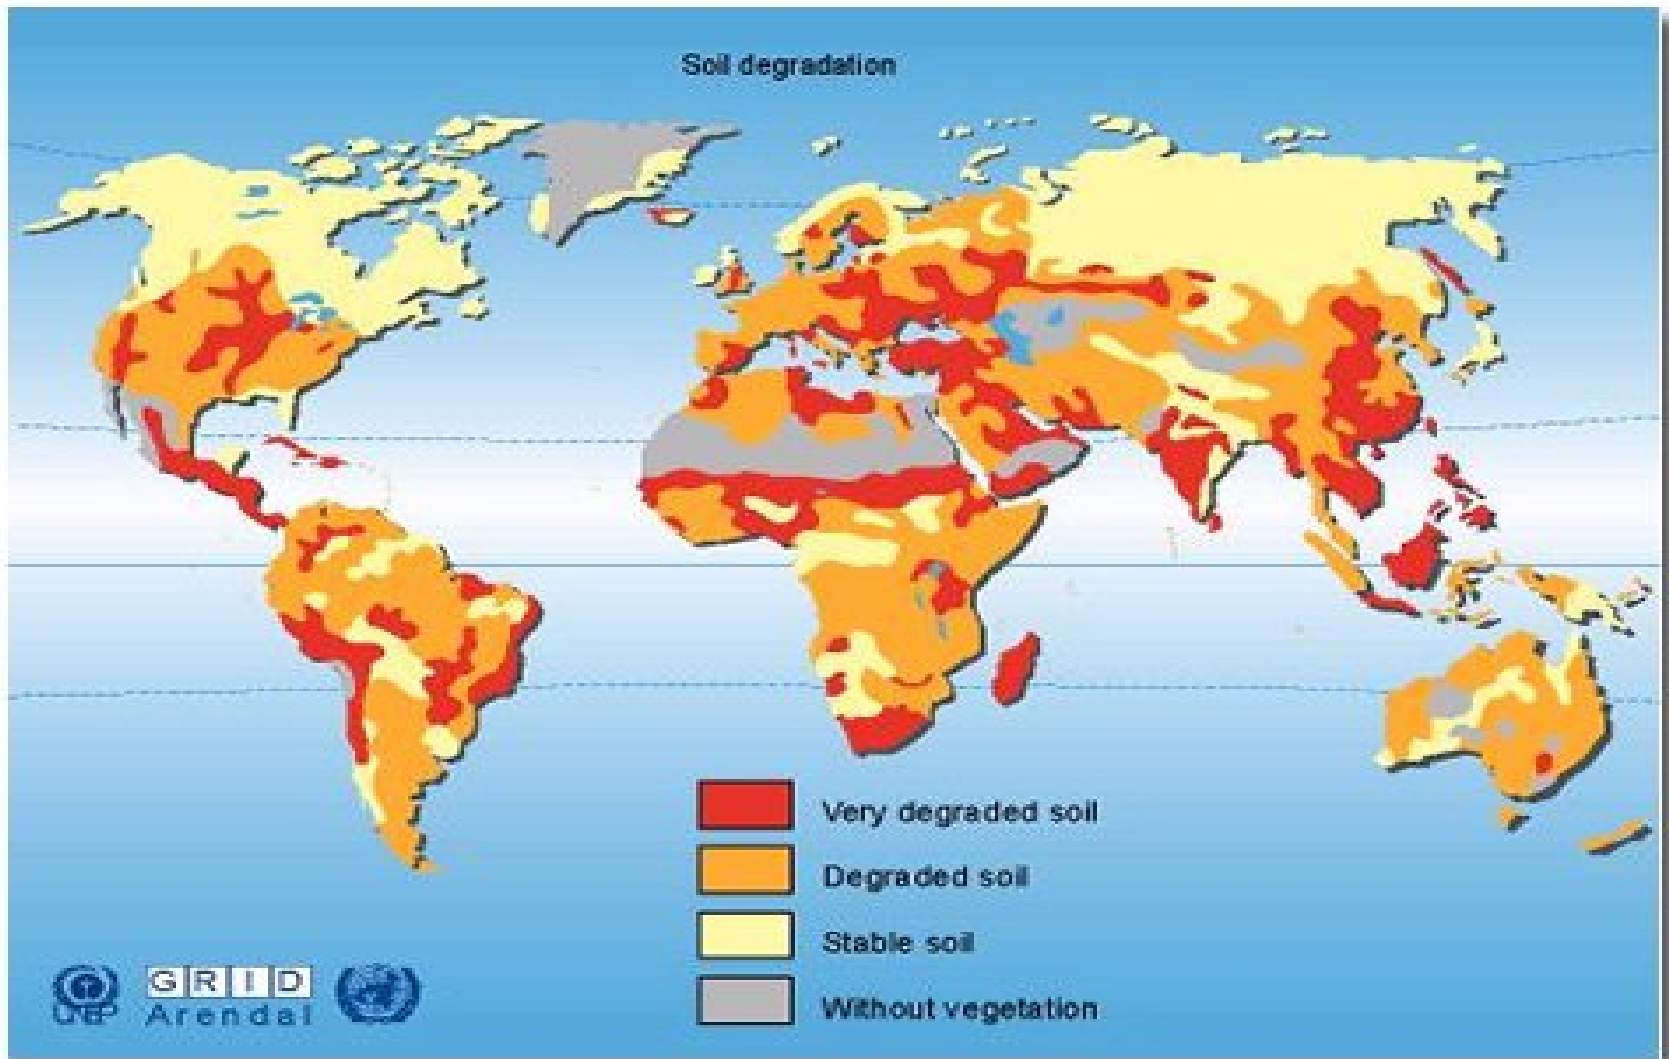 Soil degradation
Very degraded soil
Degraded soil
Stable soil
Without vegetation
UNEP
GRID
Arendal